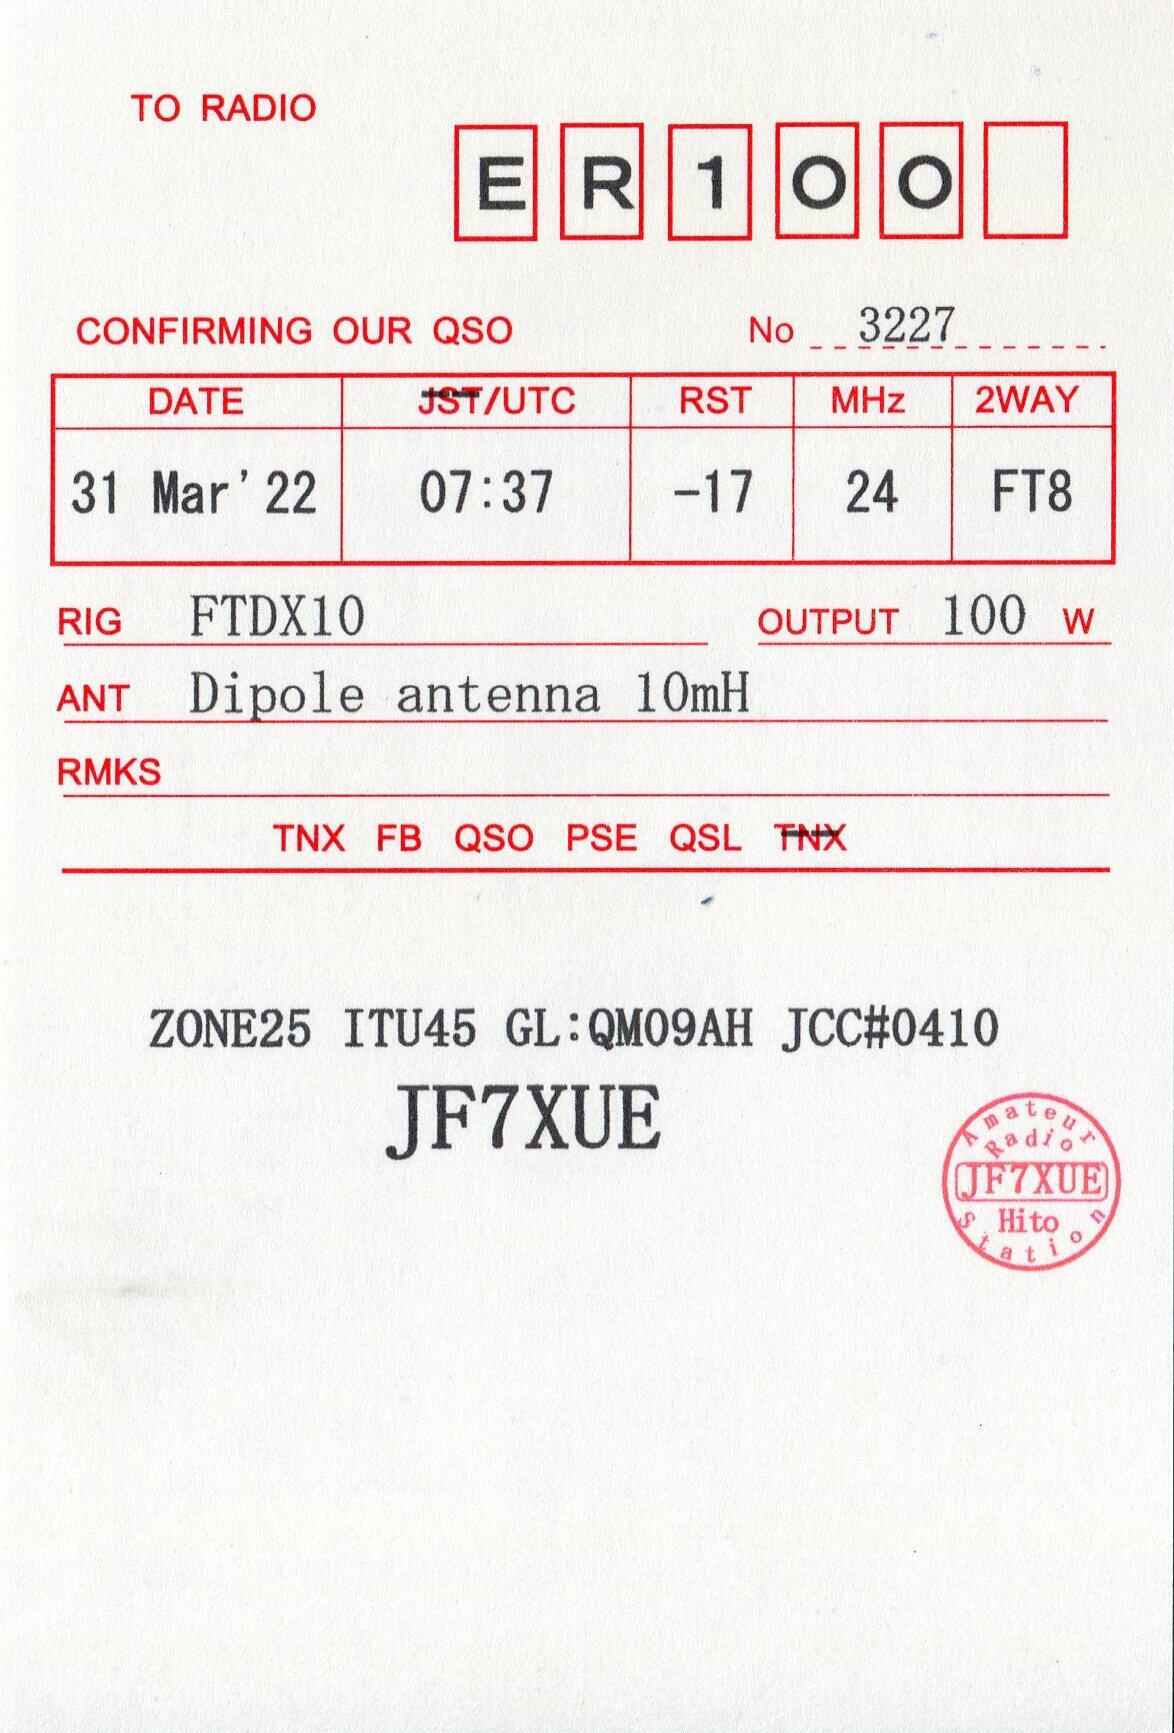 TO RADIO
ER100
CONFIRMING OUR QSO No 3227
DATE JST/UTC RST MHz 2WAY
31 Mar'22 07:37 -17 24 FT8
RIG FTDX10 OUTPUT 100 W
ANT Dipole antenna 10mH
RMKS
TNX FB QSO PSE QSL TNX
ZONE25 ITU45 GL:QM09AH JCC#0410
JF7XUE
Amateur
Radio
JF7XUE
Hito
Station